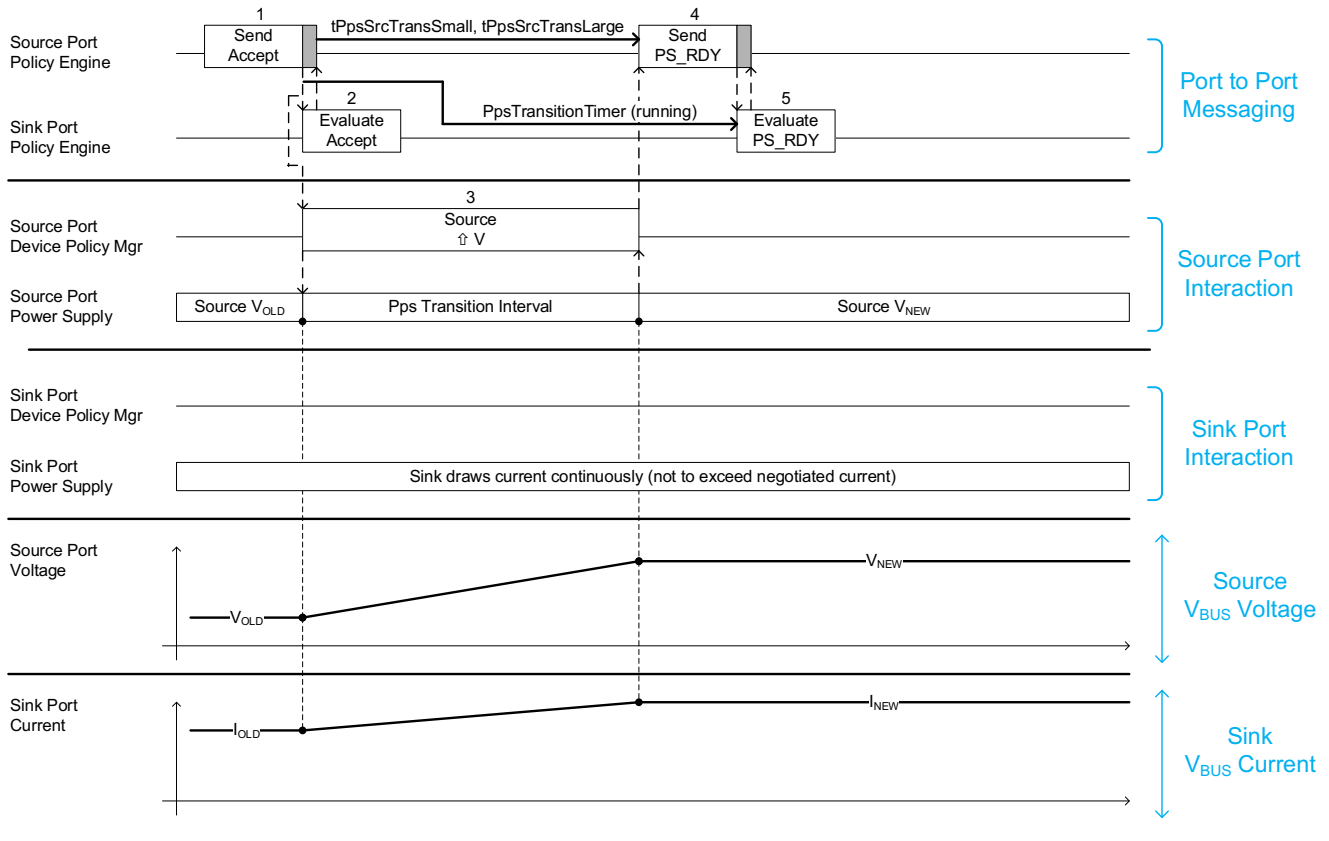 1
Send
Accept
tPpsSrcTransSmall, tPpsSrcTransLarge
4
Send
PS_RDY
Source Port
Policy Engine
2
Evaluate
Accept
PpsTransitionTimer (running)
5
Evaluate
PS_RDY
Sink Port
Policy Engine
Port to Port
Messaging
3
Source
⇧ V
Source Port
Device Policy Mgr
Source Port
Power Supply
Source VOLD
Pps Transition Interval
Source VNEW
Source Port
Interaction
Sink Port
Device Policy Mgr
Sink Port
Power Supply
Sink draws current continuously (not to exceed negotiated current)
Sink Port
Interaction
Source Port
Voltage
VOLD
VNEW
Source
VBUS Voltage
Sink Port
Current
IOLD
INEW
Sink
VBUS Current